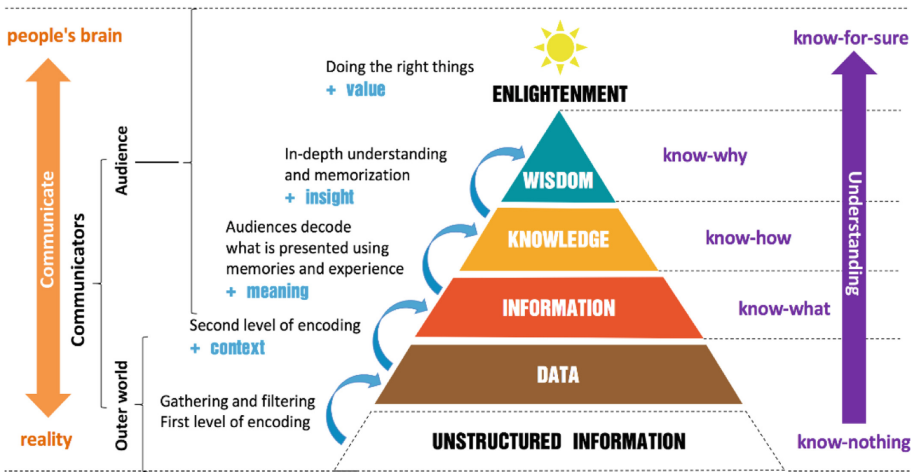 people's brain
know-for-sure
Doing the right things
+ value
ENLIGHTENMENT
In-depth understanding
and memorization
+ insight
know-why
WISDOM
Audiences decode
what is presented using
memories and experience
+ meaning
KNOWLEDGE
know-how
Second level of encoding
+ context
INFORMATION
know-what
Gathering and filtering
First level of encoding
DATA
reality
UNSTRUCTURED INFORMATION
know-nothing
Communicate
Communicators
Audience
Outer world
Understanding